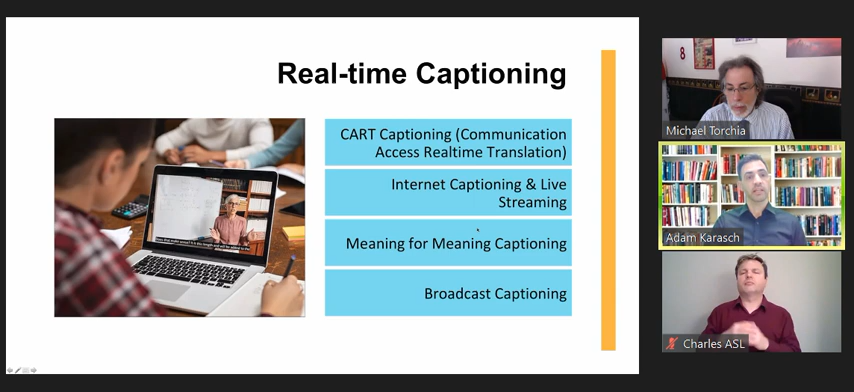 Real-time Captioning
CART Captioning (Communication
Access Realtime Translation)
Internet Captioning & Live
Streaming
Meaning for Meaning Captioning
Broadcast Captioning
Michael Torchia
Adam Karasch
Charles ASL
8